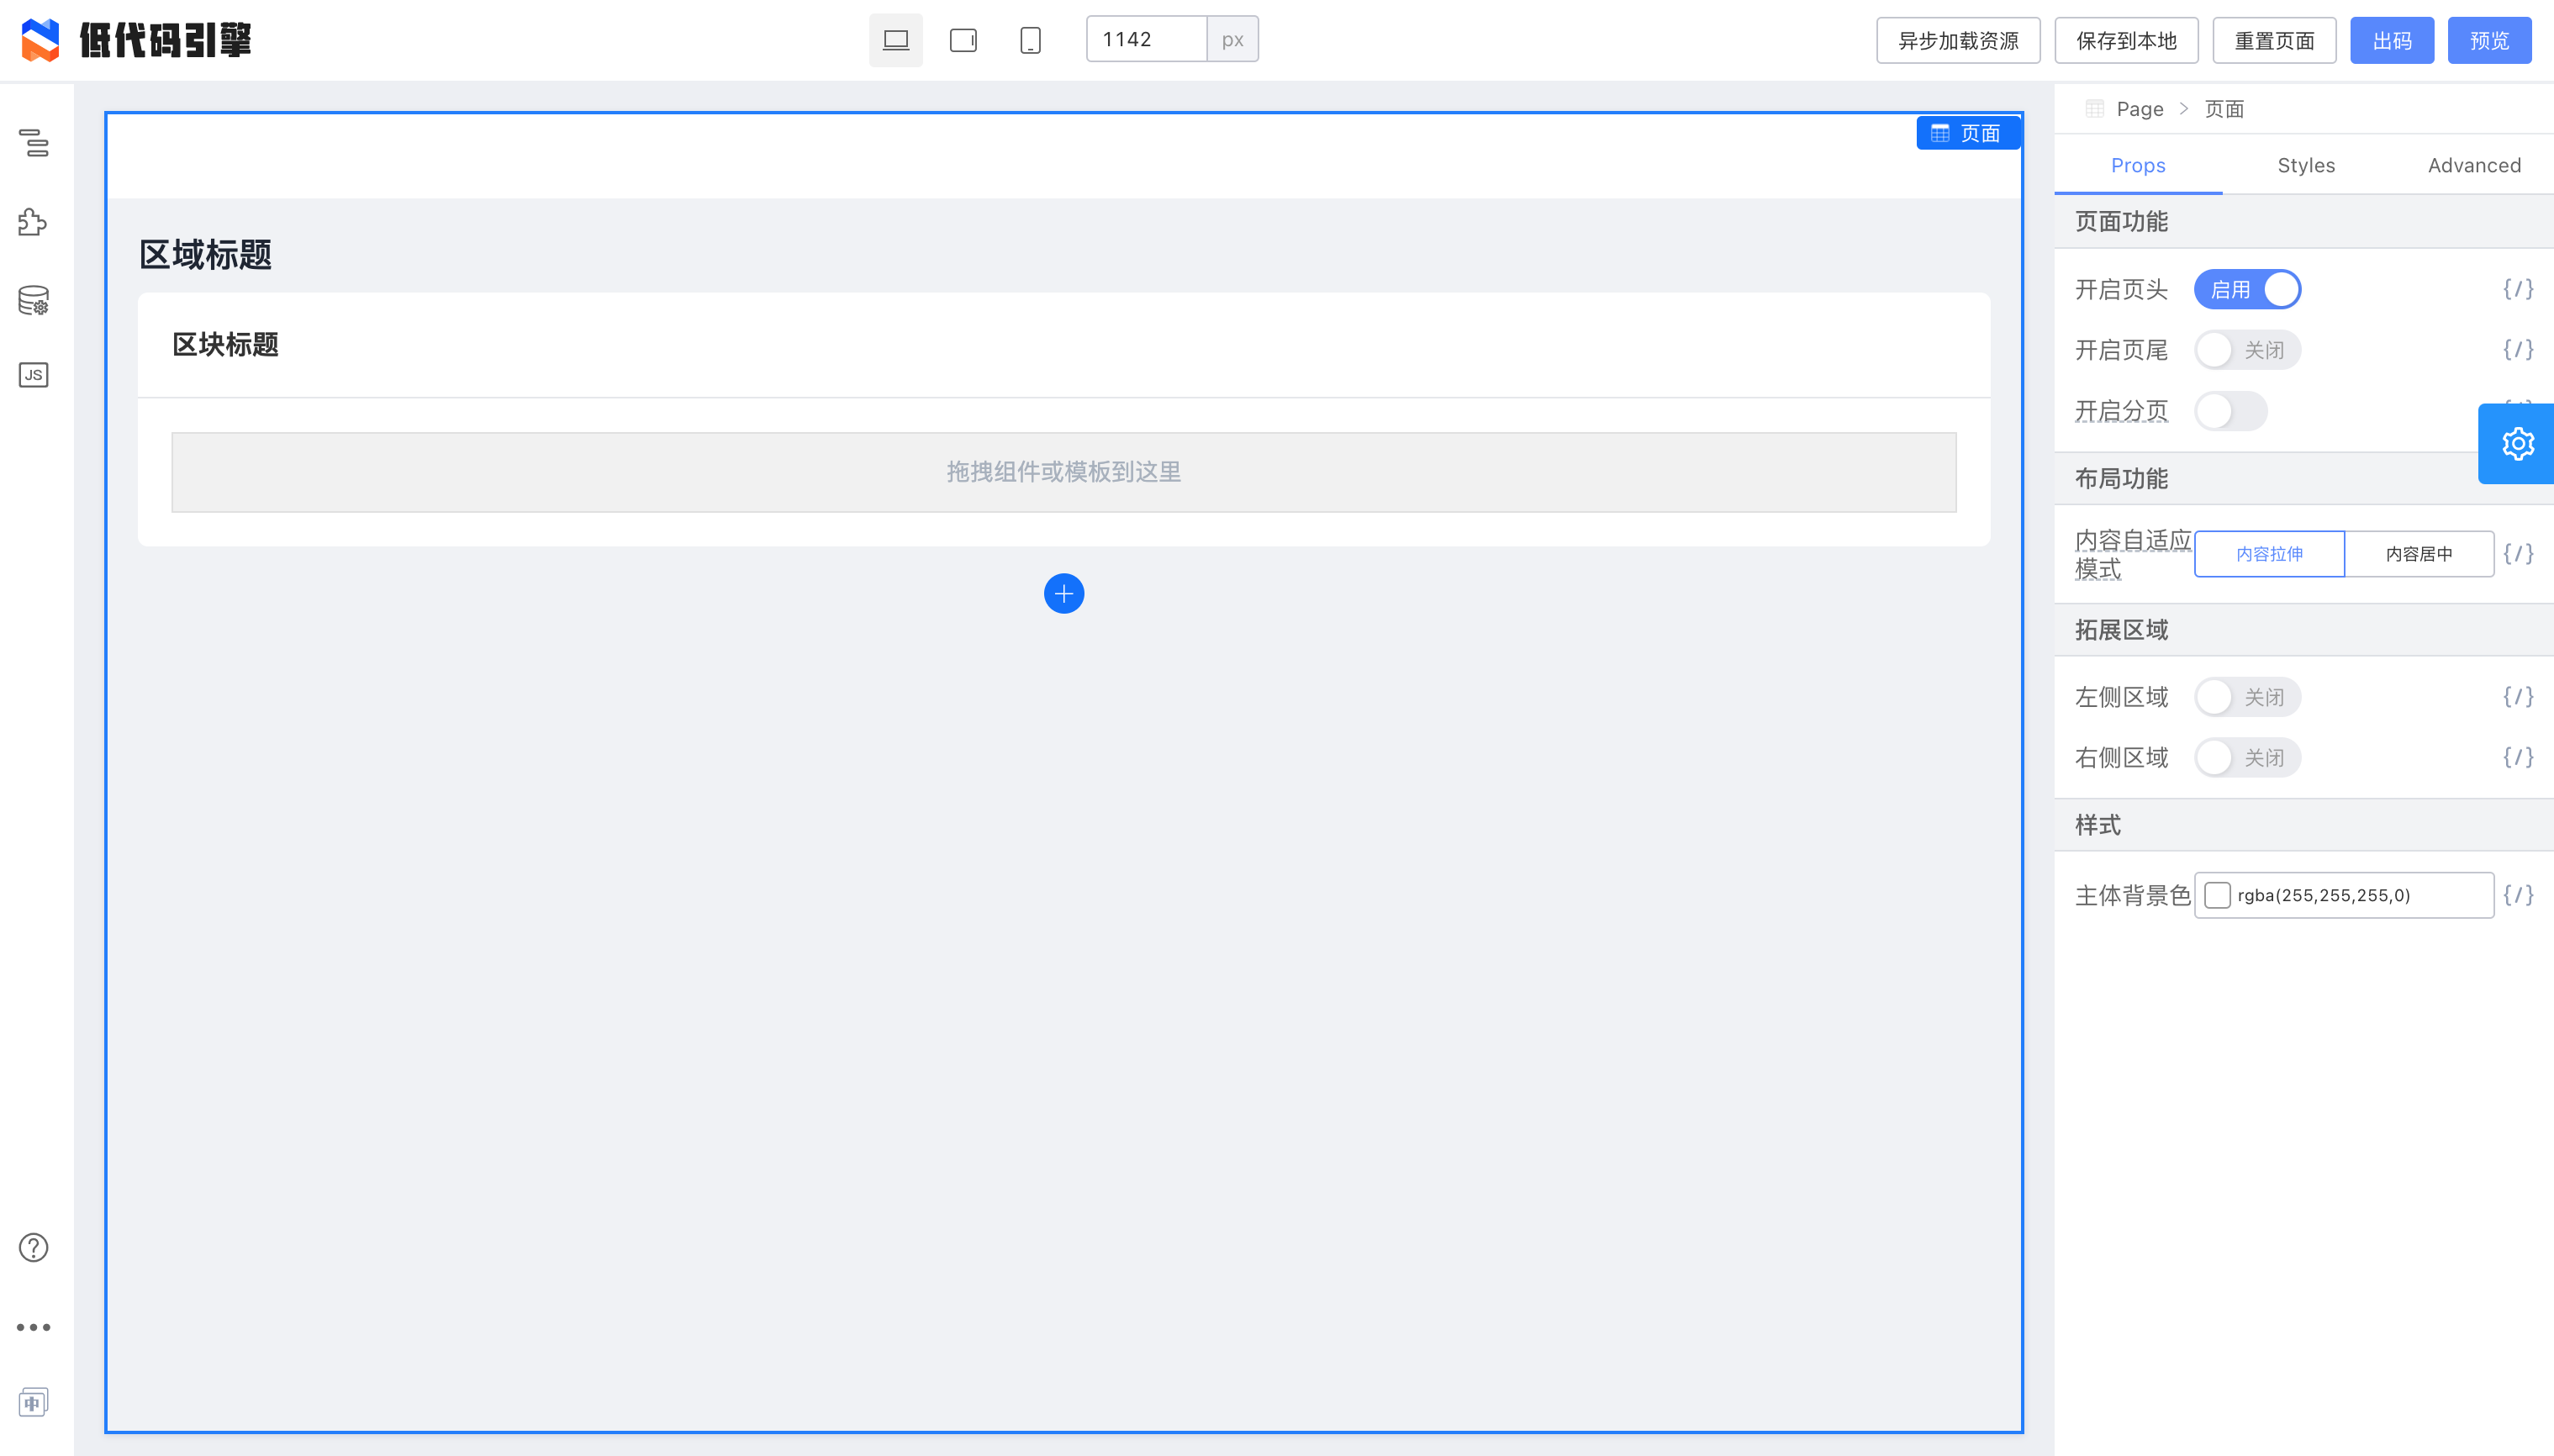 低代码引擎
1142 px
异步加载资源 保存到本地 重置页面 出码 预览
页面
区域标题
区块标题
拖拽组件或模板到这里
JS
中
Page > 页面
Props Styles Advanced
页面功能
开启页头 启用 {/}
开启页尾 关闭 {/}
开启分页
布局功能
内容自适应
模式
内容拉伸 内容居中 {/}
拓展区域
左侧区域 关闭 {/}
右侧区域 关闭 {/}
样式
主体背景色 rgba(255,255,255,0) {/}